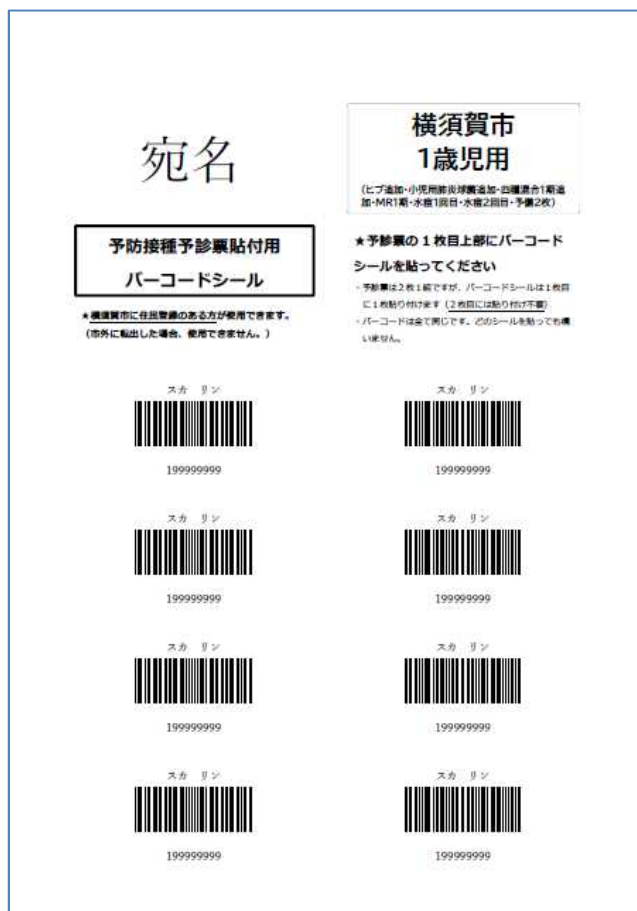 宛名
横須賀市
1歳児用
(ヒブ追加・小児用肺炎球菌追加・四種混合1期追
加・MR1期・水痘1回目・水痘2回目・予備2枚)
予防接種予診票貼付用
バーコードシール
★横須賀市に住民登録のある方が使用できます。
(市外に転出した場合、使用できません。)
★予診票の1枚目上部にバーコード
シールを貼ってください
・予診票は2枚1組ですが、バーコードシールは1枚目
に1枚貼り付けます(2枚目には貼り付け不要)
・バーコードは全て同じです。どのシールを貼っても構
いません。
スカ リン
199999999
スカ リン
199999999
スカ リン
199999999
スカ リン
199999999
スカ リン
199999999
スカ リン
199999999
スカ リン
199999999
スカ リン
199999999